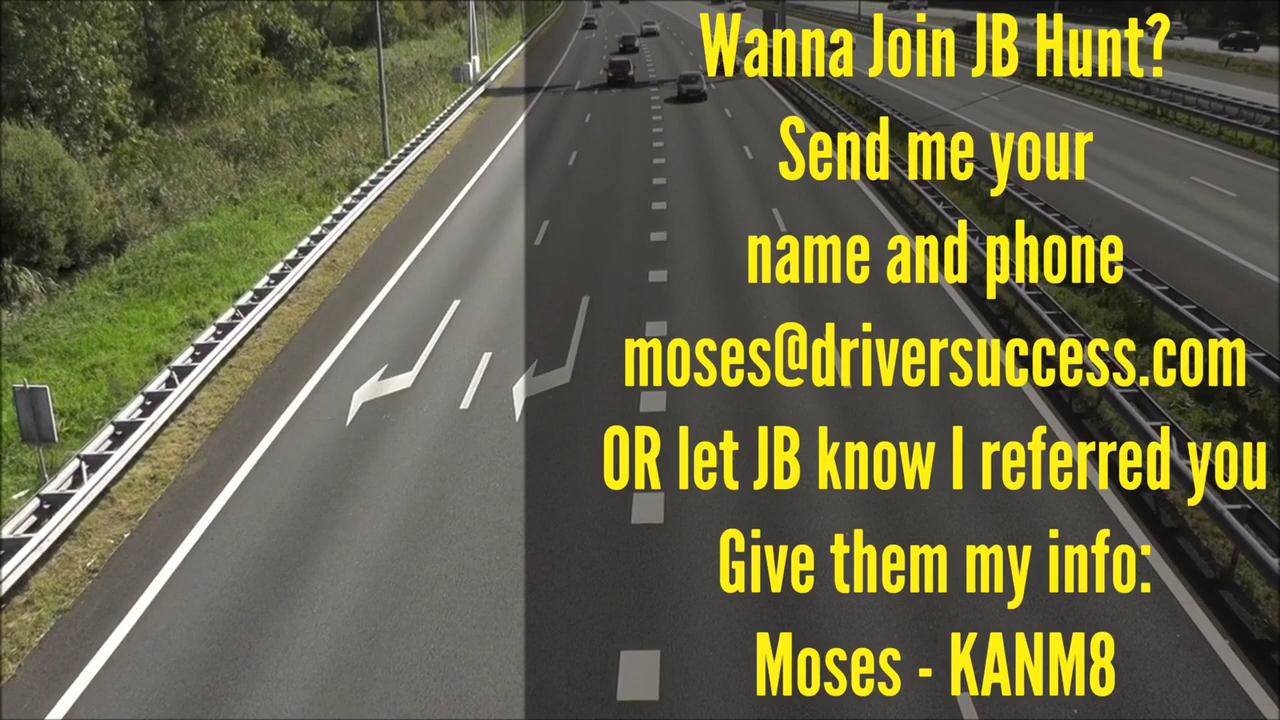 Wanna Join JB Hunt?
Send me your
name and phone
moses@driversuccess.com
OR let JB know I referred you
Give them my info:
Moses - KANM8